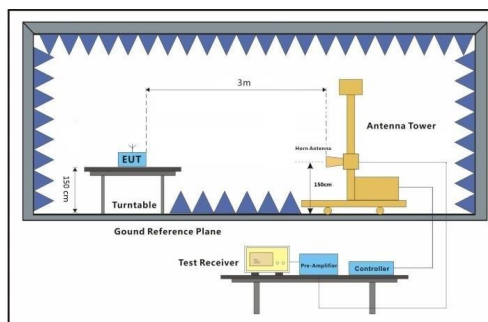 3m
Antenna Tower
Horn Antenna
EUT
150 cm
150cm
Turntable
Gound Reference Plane
Test Receiver
Pre-Amplifier
Controller